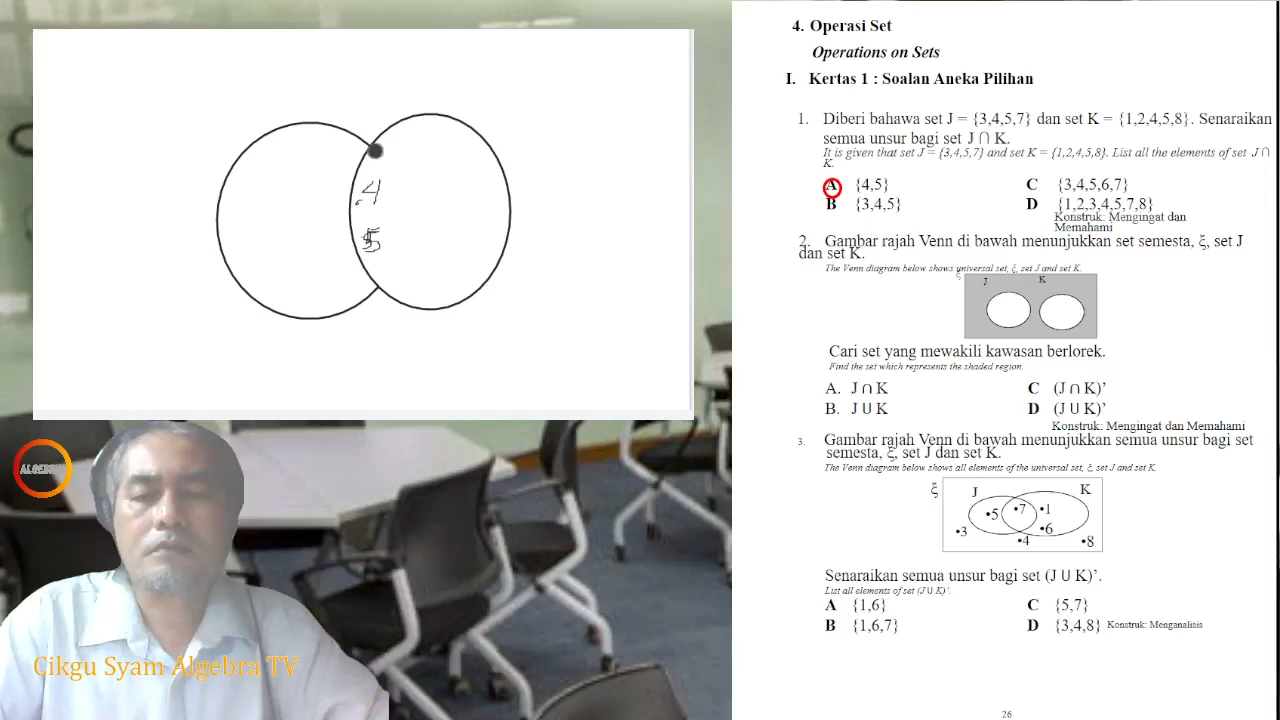 4. Operasi Set
Operations on Sets
I. Kertas 1 : Soalan Aneka Pilihan
1. Diberi bahawa set J = {3,4,5,7} dan set K = {1,2,4,5,8}. Senaraikan
semua unsur bagi set J ∩ K.
It is given that set J = {3,4,5,7} and set K = {1,2,4,5,8}. List all the elements of set J ∩
K.
A {4,5}
C {3,4,5,6,7}
B {3,4,5}
D {1,2,3,4,5,7,8}
Konstruk: Mengingat dan
Memahami
2. Gambar rajah Venn di bawah menunjukkan set semesta, ξ, set J
dan set K.
The Venn diagram below shows universal set, ξ, set J and set K.
ξ
J K
Cari set yang mewakili kawasan berlorek.
Find the set which represents the shaded region.
A. J ∩ K
C (J ∩ K)’
B. J U K
D (J U K)’
Konstruk: Mengingat dan Memahami
3. Gambar rajah Venn di bawah menunjukkan semua unsur bagi set
semesta, ξ, set J dan set K.
The Venn diagram below shows all elements of the universal set, ξ, set J and set K.
ξ J K
•5 •7 •1
•3 •6
•4 •8
Senaraikan semua unsur bagi set (J U K)’.
List all elements of set (J U K)’.
A {1,6}
C {5,7}
B {1,6,7}
D {3,4,8} Konstruk: Menganalisis
26
4
5
ALGEBRA
Cikgu Syam Algebra TV